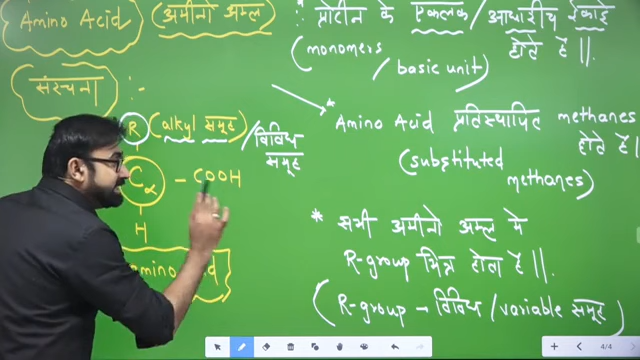 Amino Acid (अमीनो अम्ल)
संरचना :-
R (alkyl समूह) / विविध समूह
Cα - COOH
H
amino acid
: प्रोटीन के एकलक / आधारीय इकाई होते हैं ||
(monomers / basic unit)
* Amino Acid प्रतिस्थापित methanes होते हैं ||
(substituted methanes)
* सभी अमीनो अम्ल में
R-group भिन्न होता है ||
(R-group → विविध / variable समूह)
4/4